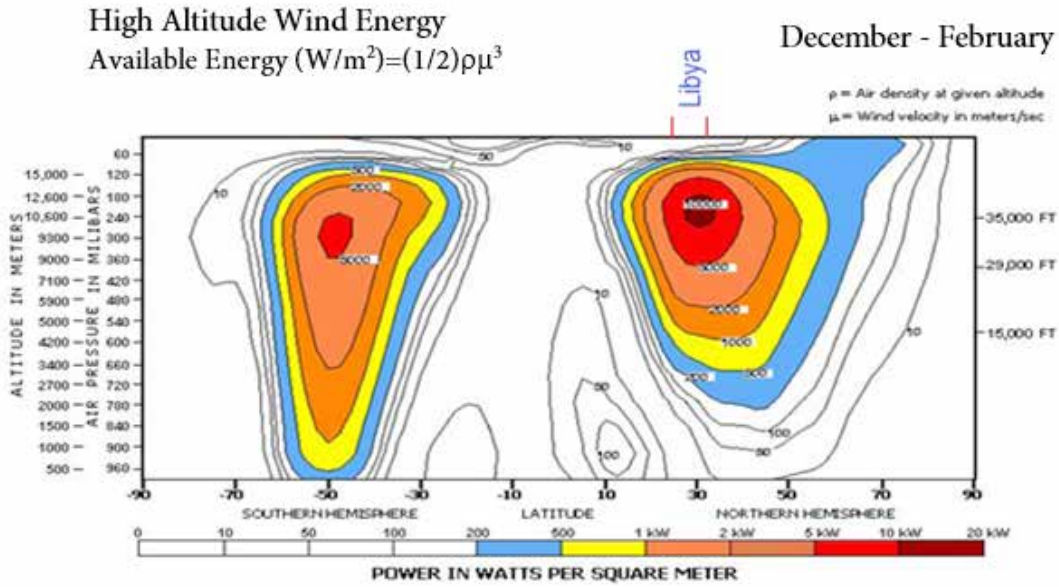 High Altitude Wind Energy
Available Energy (W/m²)=(1/2)ρμ³
December - February
Libya
ρ = Air density at given altitude
μ = Wind velocity in meters/sec
ALTITUDE IN METERS
AIR PRESSURE IN MILIBARS
60
15,000 120
12,600 180
10,600 240
9300 300
9000 360
7100 420
5900 480
5000 540
4200 600
3400 660
2700 720
2000 780
1500 840
1000 900
500 960
35,000 FT
29,000 FT
15,000 FT
10
500
2000
5000
50
10
50
10
50
100
10
10000
5000
2000
1000
500
200
100
50
10
-90 -70 -50 -30 -10 10 30 50 70 90
SOUTHERN HEMISPHERE LATITUDE NORTHERN HEMISPHERE
0 10 50 100 200 500 1 kW 2 kW 5 kW 10 kW 20 kW
POWER IN WATTS PER SQUARE METER